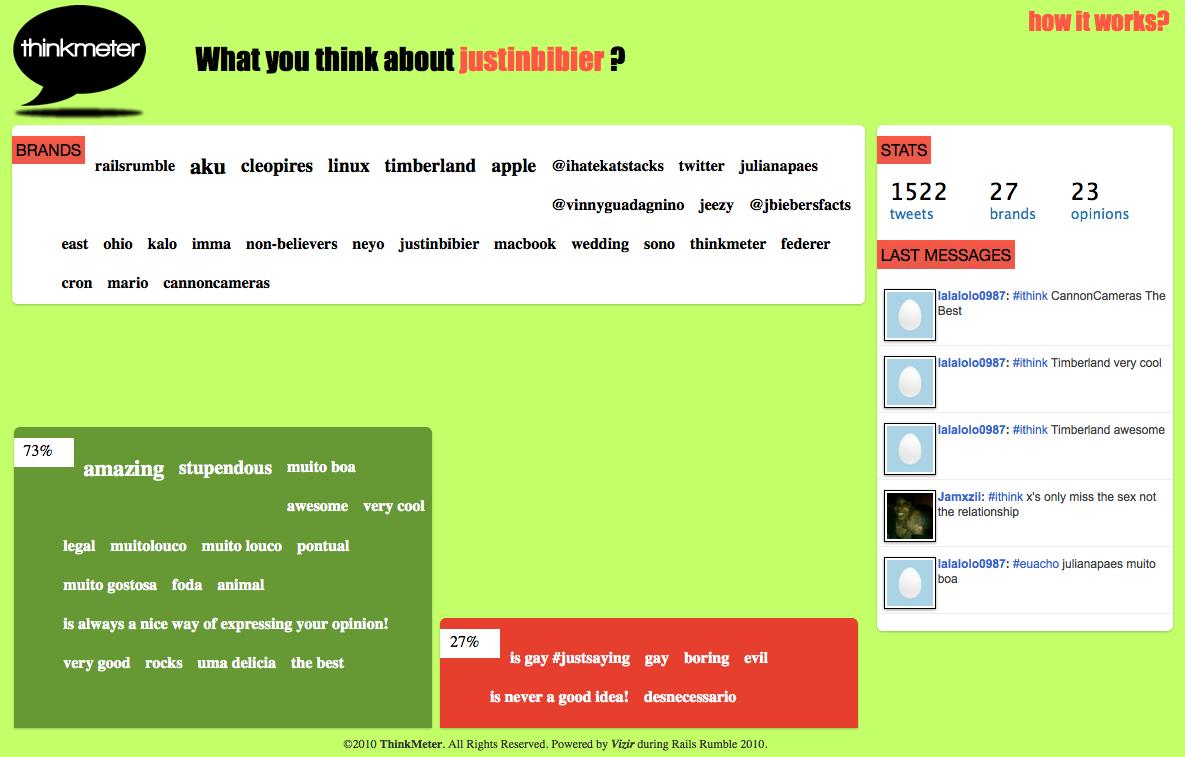 thinkmeter
how it works?
What you think about justinbibier ?
BRANDS
railsrumble aku cleopires linux timberland apple @ihatekatstacks twitter julianapaes
@vinnyguadagnino jeezy @jbiebersfacts
east ohio kalo imma non-believers neyo justinbibier macbook wedding sono thinkmeter federer
cron mario cannoncameras
STATS
1522 27 23
tweets brands opinions
LAST MESSAGES
lalalolo0987: #ithink CannonCameras The
Best
lalalolo0987: #ithink Timberland very cool
lalalolo0987: #ithink Timberland awesome
Jamxzii: #ithink x's only miss the sex not
the relationship
lalalolo0987: #euacho julianapaes muito
boa
73%
amazing stupendous muito boa
awesome very cool
legal muitolouco muito louco pontual
muito gostosa foda animal
is always a nice way of expressing your opinion!
very good rocks uma delicia the best
27%
is gay #justsaying gay boring evil
is never a good idea! desnecessario
©2010 ThinkMeter. All Rights Reserved. Powered by Vizir during Rails Rumble 2010.